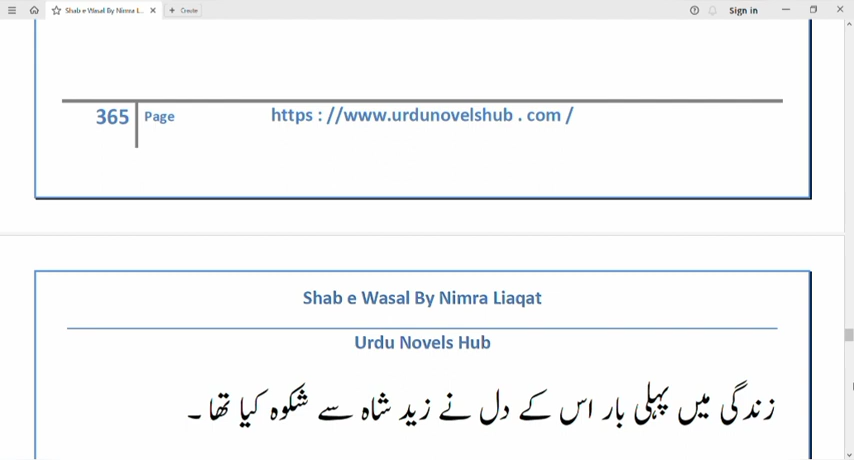 Shab e Wasal By Nimra L...
Create
Sign in
365 Page https : //www.urdunovelshub . com /
Shab e Wasal By Nimra Liaqat
Urdu Novels Hub
زندگی میں پہلی بار اس کے دل نے زید شاہ سے شکوہ کیا تھا ۔